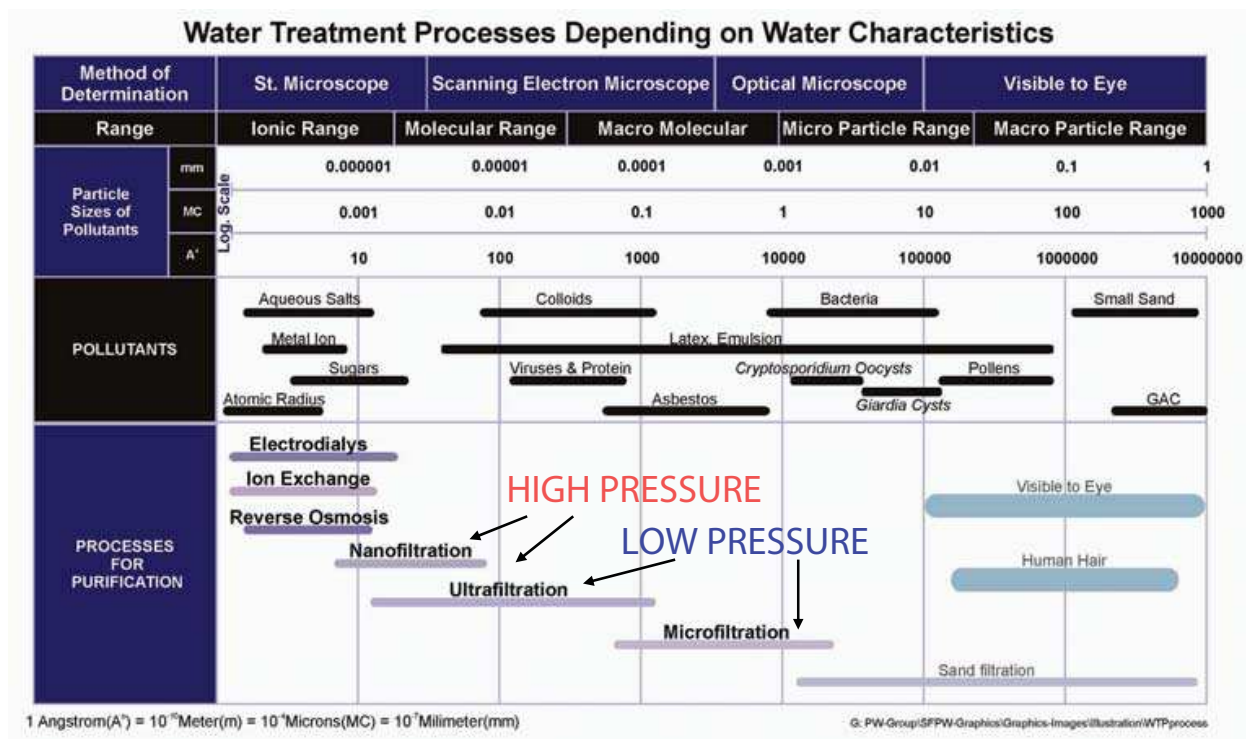 Water Treatment Processes Depending on Water Characteristics
Method of Determination
St. Microscope
Scanning Electron Microscope
Optical Microscope
Visible to Eye
Range
Ionic Range
Molecular Range
Macro Molecular
Micro Particle Range
Macro Particle Range
Particle Sizes of Pollutants
Log. Scale
mm
0.000001 0.00001 0.0001 0.001 0.01 0.1 1
MC
0.001 0.01 0.1 1 10 100 1000
A°
10 100 1000 10000 100000 1000000 10000000
POLLUTANTS
Aqueous Salts
Colloids
Bacteria
Small Sand
Metal Ion
Latex, Emulsion
Sugars
Viruses & Protein
Cryptosporidium Oocysts
Pollens
Atomic Radius
Asbestos
Giardia Cysts
GAC
PROCESSES FOR PURIFICATION
Electrodialys
Ion Exchange
HIGH PRESSURE
Visible to Eye
Reverse Osmosis
LOW PRESSURE
Nanofiltration
Human Hair
Ultrafiltration
Microfiltration
Sand filtration
1 Angstrom(A°) = 10⁻¹⁰Meter(m) = 10⁻⁴Microns(MC) = 10⁻⁷Milimeter(mm)
G: PW-Group\SFPW-Graphics\Graphics-Images\Illustration\WTPprocess